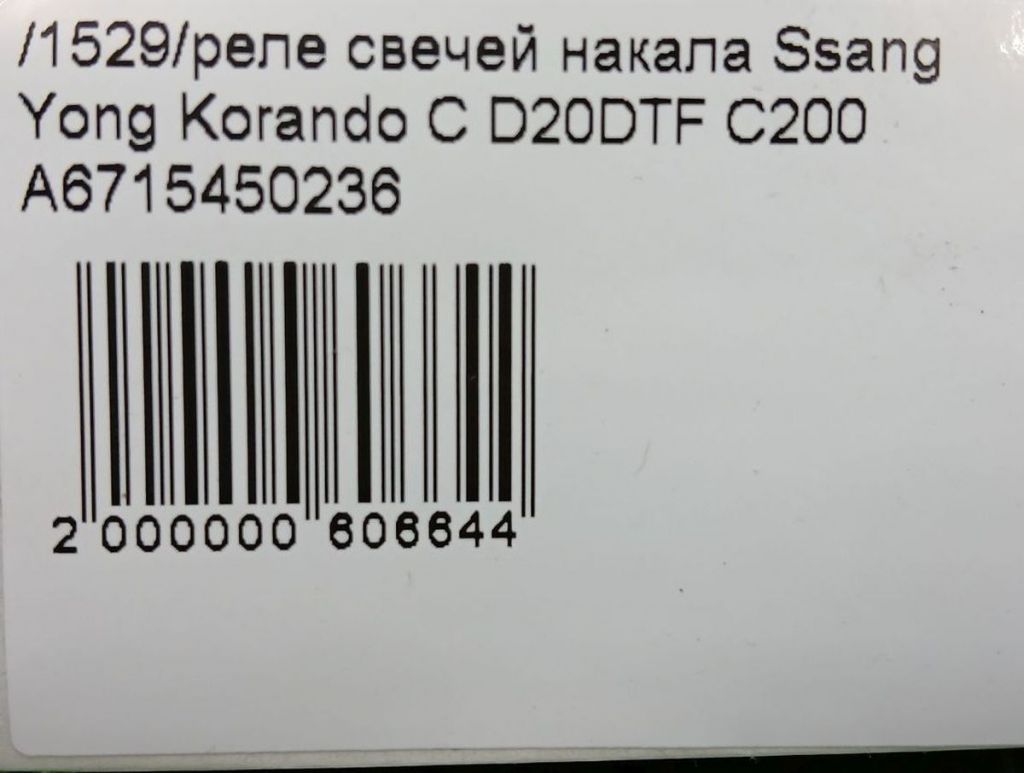 /1529/реле свечей накала Ssang
Yong Korando C D20DTF C200
A6715450236
2 000000 606644